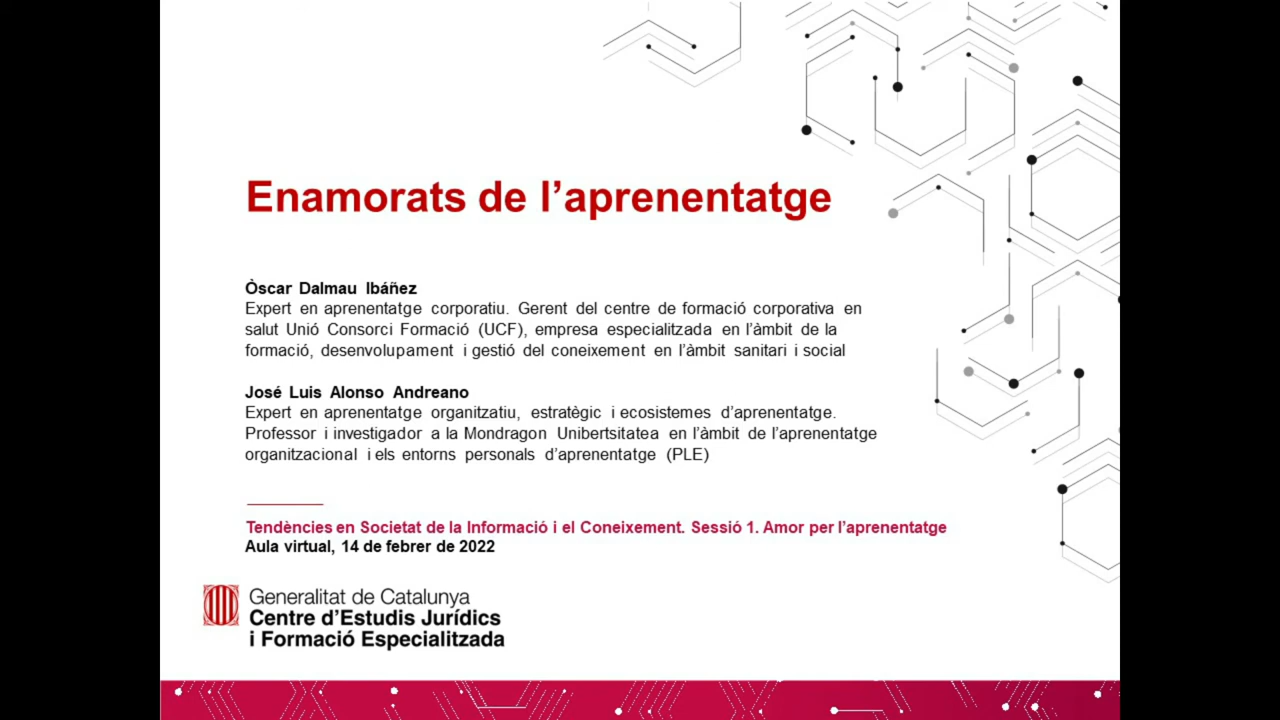 Enamorats de l’aprenentatge
Òscar Dalmau Ibáñez
Expert en aprenentatge corporatiu. Gerent del centre de formació corporativa en
salut Unió Consorci Formació (UCF), empresa especialitzada en l’àmbit de la
formació, desenvolupament i gestió del coneixement en l’àmbit sanitari i social
José Luis Alonso Andreano
Expert en aprenentatge organitzatiu, estratègic i ecosistemes d’aprenentatge.
Professor i investigador a la Mondragon Unibertsitatea en l’àmbit de l’aprenentatge
organitzacional i els entorns personals d’aprenentatge (PLE)
Tendències en Societat de la Informació i el Coneixement. Sessió 1. Amor per l’aprenentatge
Aula virtual, 14 de febrer de 2022
Generalitat de Catalunya
Centre d’Estudis Jurídics
i Formació Especialitzada